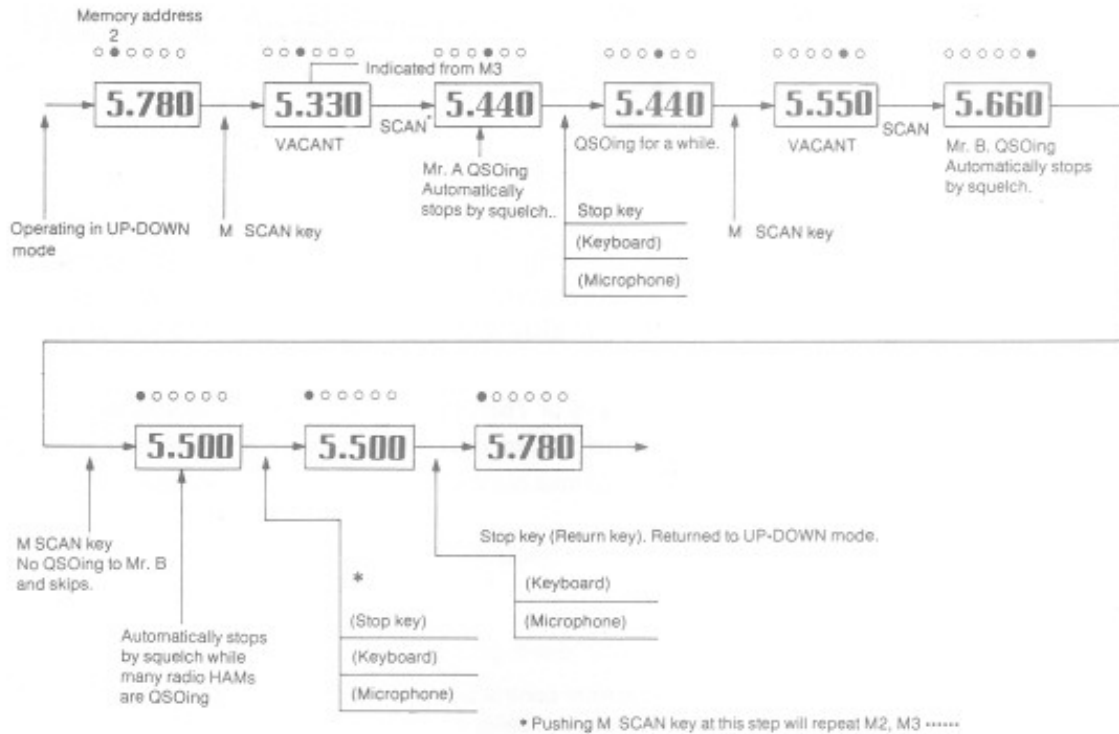 Memory address
2
5.780
5.330
5.440
5.440
5.550
5.660
Indicated from M3
VACANT
SCAN*
QSOing for a while.
VACANT
SCAN
Mr. B. QSOing
Automatically stops
by squelch.
Mr. A QSOing
Automatically
stops by squelch..
Operating in UP•DOWN
mode
M SCAN key
Stop key
(Keyboard)
(Microphone)
M SCAN key
5.500
5.500
5.780
M SCAN key
No QSOing to Mr. B
and skips.
Automatically stops
by squelch while
many radio HAMs
are QSOing
*
(Stop key)
(Keyboard)
(Microphone)
Stop key (Return key). Returned to UP•DOWN mode.
(Keyboard)
(Microphone)
* Pushing M SCAN key at this step will repeat M2, M3 ······